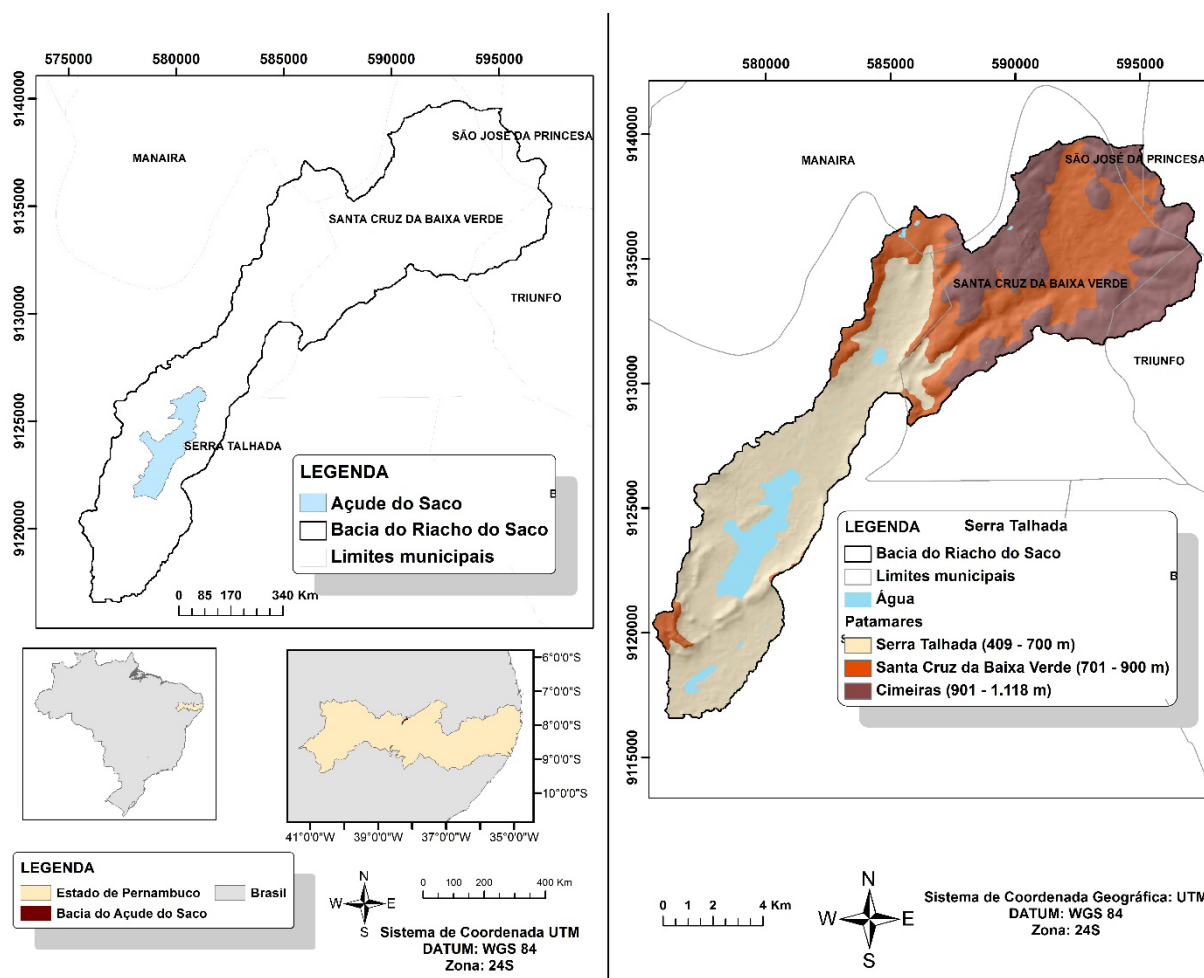 575000 580000 585000 590000 595000
9140000
9135000
9130000
9125000
9120000
MANAIRA
SÃO JOSÉ DA PRINCESA
SANTA CRUZ DA BAIXA VERDE
TRIUNFO
SERRA TALHADA
LEGENDA
Açude do Saco
B
Bacia do Riacho do Saco
Limites municipais
0 85 170 340 Km
6°0'0"S
7°0'0"S
8°0'0"S
9°0'0"S
10°0'0"S
41°0'0"W 39°0'0"W 37°0'0"W 35°0'0"W
LEGENDA
Estado de Pernambuco
Brasil
Bacia do Açude do Saco
N
W E
S
0 100 200 400 Km
Sistema de Coordenada UTM
DATUM: WGS 84
Zona: 24S
580000 585000 590000 595000
9140000
9135000
9130000
9125000
9120000
9115000
MANAIRA
SÃO JOSÉ DA PRINCESA
SANTA CRUZ DA BAIXA VERDE
TRIUNFO
LEGENDA
Serra Talhada
Bacia do Riacho do Saco
Limites municipais
B
Água
Patamares
S
Serra Talhada (409 - 700 m)
Santa Cruz da Baixa Verde (701 - 900 m)
Cimeiras (901 - 1.118 m)
0 1 2 4 Km
N
W E
S
Sistema de Coordenada Geográfica: UTM
DATUM: WGS 84
Zona: 24S